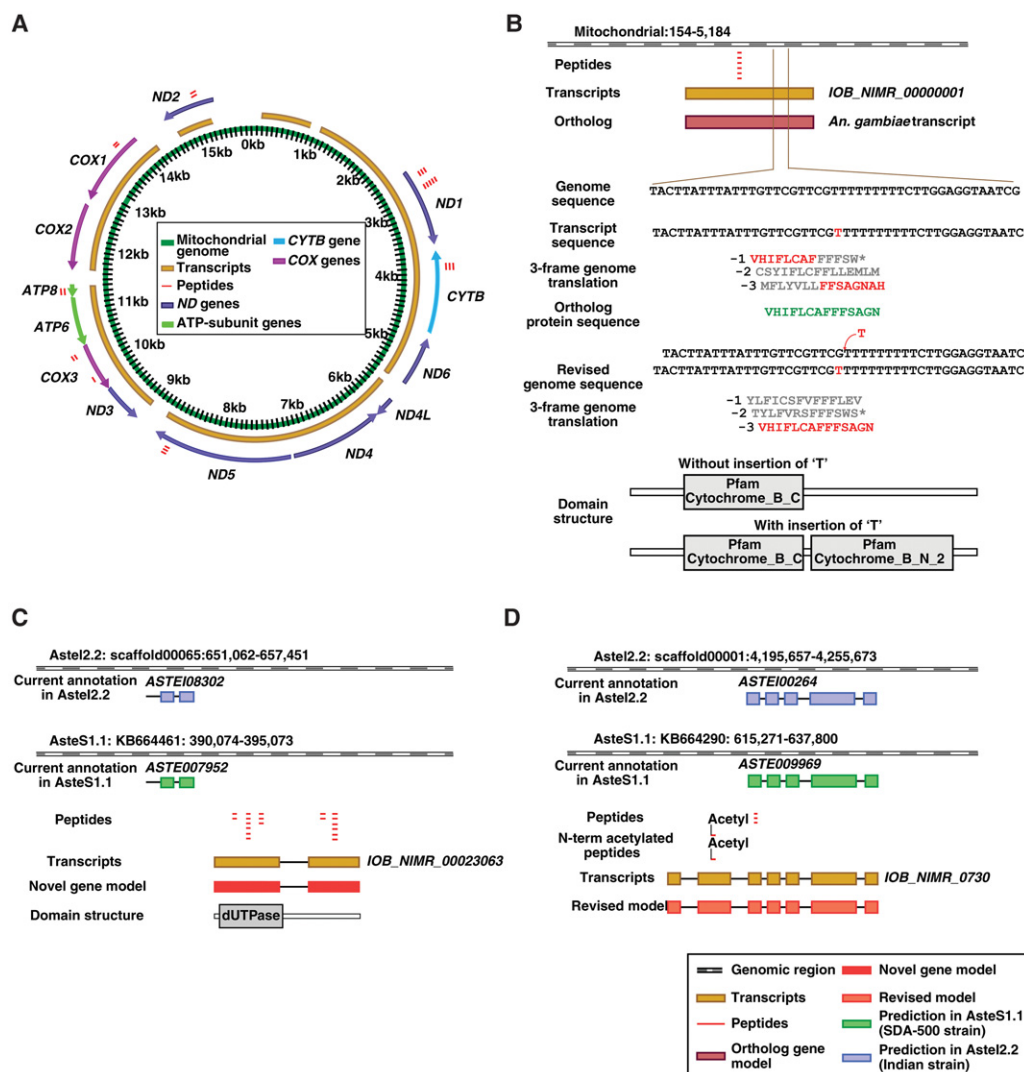 A
ND2
COX1
COX2
ATP8
ATP6
COX3
ND3
ND5
ND4
ND4L
ND6
CYTB
ND1
0kb
1kb
2kb
3kb
4kb
5kb
6kb
7kb
8kb
9kb
10kb
11kb
12kb
13kb
14kb
15kb
Mitochondrial genome
Transcripts
Peptides
ND genes
ATP-subunit genes
CYTB gene
COX genes
B
Mitochondrial:154-5,184
Peptides
Transcripts
IOB_NIMR_00000001
Ortholog
An. gambiae transcript
Genome sequence
TACTTATTTATTTGTTCGTTCGTTTTTTTTTCTTGGAGGTAATCG
Transcript sequence
TACTTATTTATTTGTTCGTTCGTTTTTTTTTTCTTGGAGGTAATC
3-frame genome translation
-1 VHIFLCAFFFFSW*
-2 CSYIFLCFFLLEMLM
-3 MFLYVLLFFSAGNAH
Ortholog protein sequence
VHIFLCAFFFSAGN
T
Revised genome sequence
TACTTATTTATTTGTTCGTTCGTTTTTTTTTCTTGGAGGTAATC
TACTTATTTATTTGTTCGTTCGTTTTTTTTTTCTTGGAGGTAATC
3-frame genome translation
-1 YLFICSFVFFFLEV
-2 TYLFVRSFFFSWS*
-3 VHIFLCAFFFSAGN
Domain structure
Without insertion of 'T'
Pfam
Cytochrome_B_C
With insertion of 'T'
Pfam
Cytochrome_B_C
Pfam
Cytochrome_B_N_2
C
AsteI2.2: scaffold00065:651,062-657,451
Current annotation in AsteI2.2
ASTEI08302
AsteS1.1: KB664461: 390,074-395,073
Current annotation in AsteS1.1
ASTE007952
Peptides
Transcripts
IOB_NIMR_00023063
Novel gene model
Domain structure
dUTPase
D
AsteI2.2: scaffold00001:4,195,657-4,255,673
Current annotation in AsteI2.2
ASTEI00264
AsteS1.1: KB664290: 615,271-637,800
Current annotation in AsteS1.1
ASTE009969
Peptides
Acetyl
N-term acetylated peptides
Acetyl
Transcripts
IOB_NIMR_0730
Revised model
Genomic region
Transcripts
Peptides
Ortholog gene model
Novel gene model
Revised model
Prediction in AsteS1.1 (SDA-500 strain)
Prediction in AsteI2.2 (Indian strain)